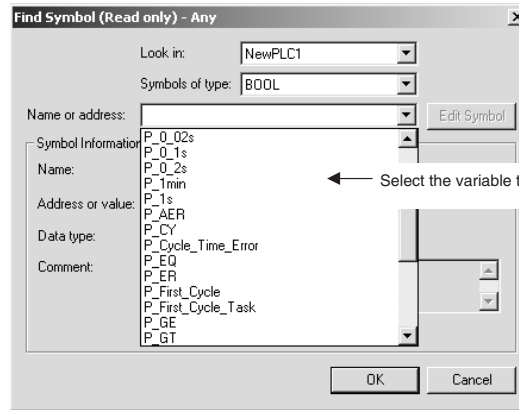 Find Symbol (Read only) - Any
Look in: NewPLC1
Symbols of type: BOOL
Name or address: Edit Symbol
Symbol Information
P_0_02s
P_0_1s
P_0_2s
P_1min
P_1s
P_AER
P_CY
P_Cycle_Time_Error
P_EQ
P_ER
P_First_Cycle
P_First_Cycle_Task
P_GE
P_GT
Name:
Address or value:
Data type:
Comment:
Select the variable t
OK Cancel